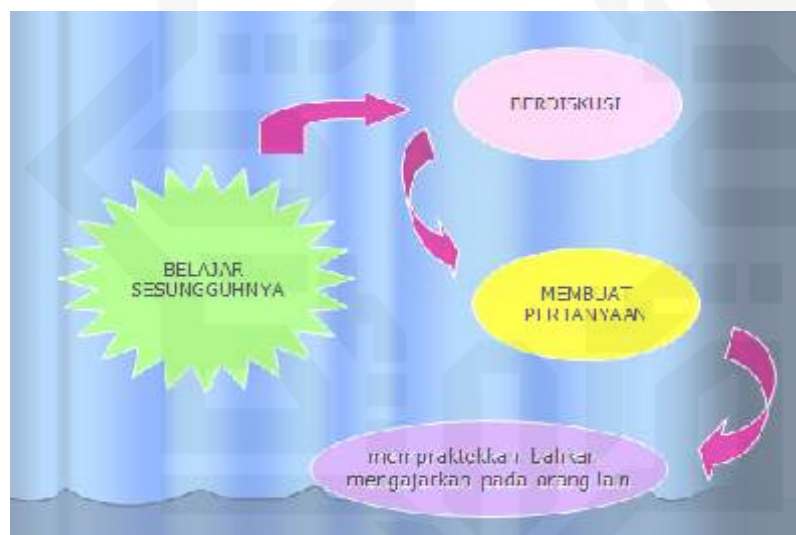 BERDISKUSI
BELAJAR
SESUNGGUHNYA
MEMBUAT
PERTANYAAN
mempraktekkan bahkan
mengajarkan pada orang lain